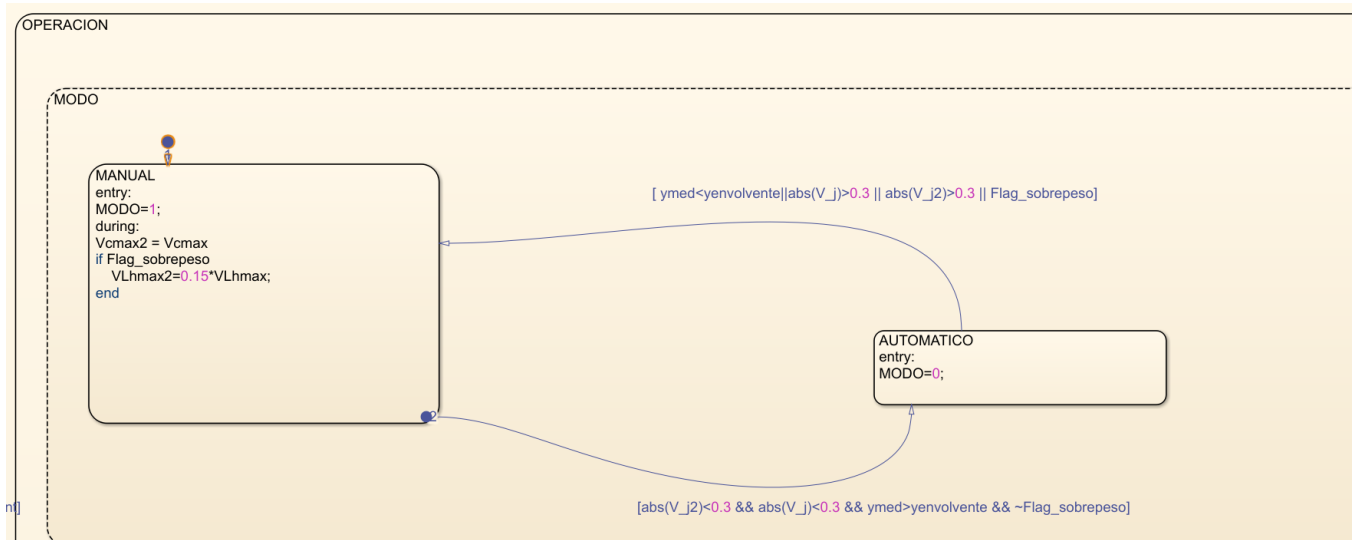 OPERACION
MODO
MANUAL
entry:
MODO=1;
during:
Vcmax2 = Vcmax
if Flag_sobrepeso
VLhmax2=0.15*VLhmax;
end
2
[ ymed<yenvolvente||abs(V_j)>0.3 || abs(V_j2)>0.3 || Flag_sobrepeso]
AUTOMATICO
entry:
MODO=0;
[abs(V_j2)<0.3 && abs(V_j)<0.3 && ymed>yenvolvente && ~Flag_sobrepeso]